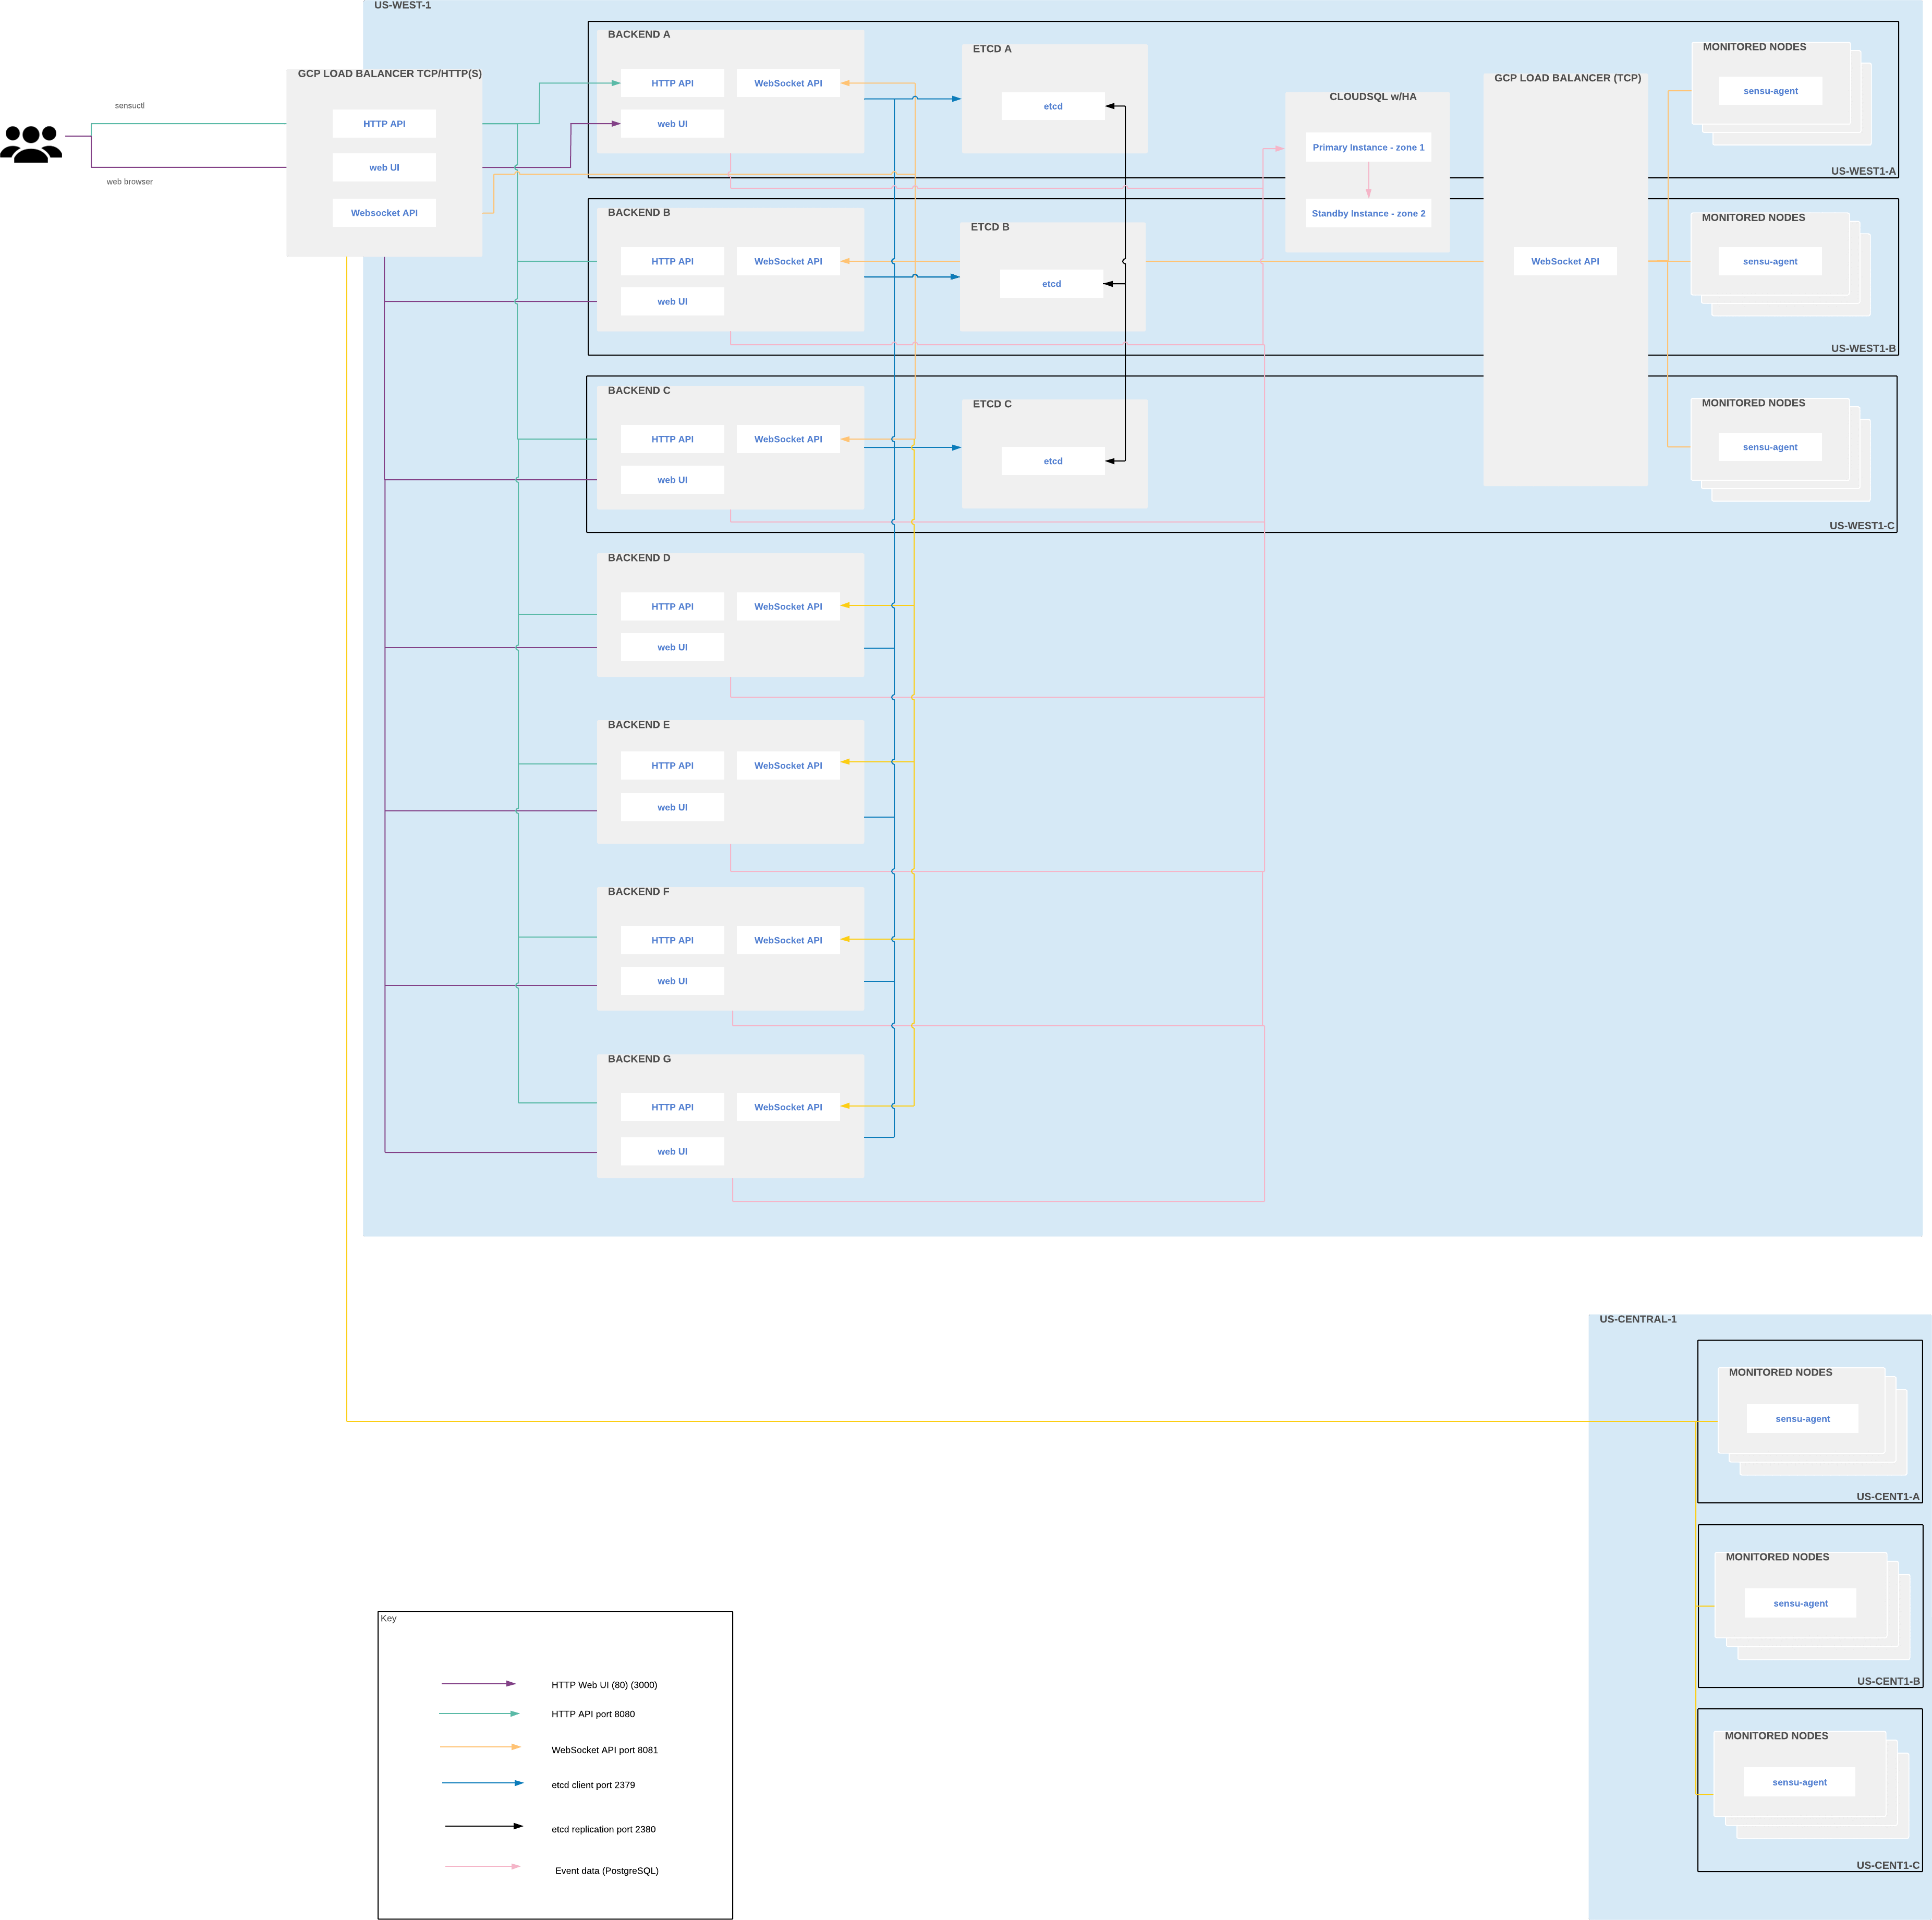 US-WEST-1
sensuctl
web browser
GCP LOAD BALANCER TCP/HTTP(S)
HTTP API
web UI
Websocket API
BACKEND A
HTTP API
WebSocket API
web UI
ETCD A
etcd
CLOUDSQL w/HA
Primary Instance - zone 1
Standby Instance - zone 2
GCP LOAD BALANCER (TCP)
WebSocket API
MONITORED NODES
sensu-agent
US-WEST1-A
BACKEND B
HTTP API
WebSocket API
web UI
ETCD B
etcd
MONITORED NODES
sensu-agent
US-WEST1-B
BACKEND C
HTTP API
WebSocket API
web UI
ETCD C
etcd
MONITORED NODES
sensu-agent
US-WEST1-C
BACKEND D
HTTP API
WebSocket API
web UI
BACKEND E
HTTP API
WebSocket API
web UI
BACKEND F
HTTP API
WebSocket API
web UI
BACKEND G
HTTP API
WebSocket API
web UI
US-CENTRAL-1
MONITORED NODES
sensu-agent
US-CENT1-A
MONITORED NODES
sensu-agent
US-CENT1-B
MONITORED NODES
sensu-agent
US-CENT1-C
Key
HTTP Web UI (80) (3000)
HTTP API port 8080
WebSocket API port 8081
etcd client port 2379
etcd replication port 2380
Event data (PostgreSQL)